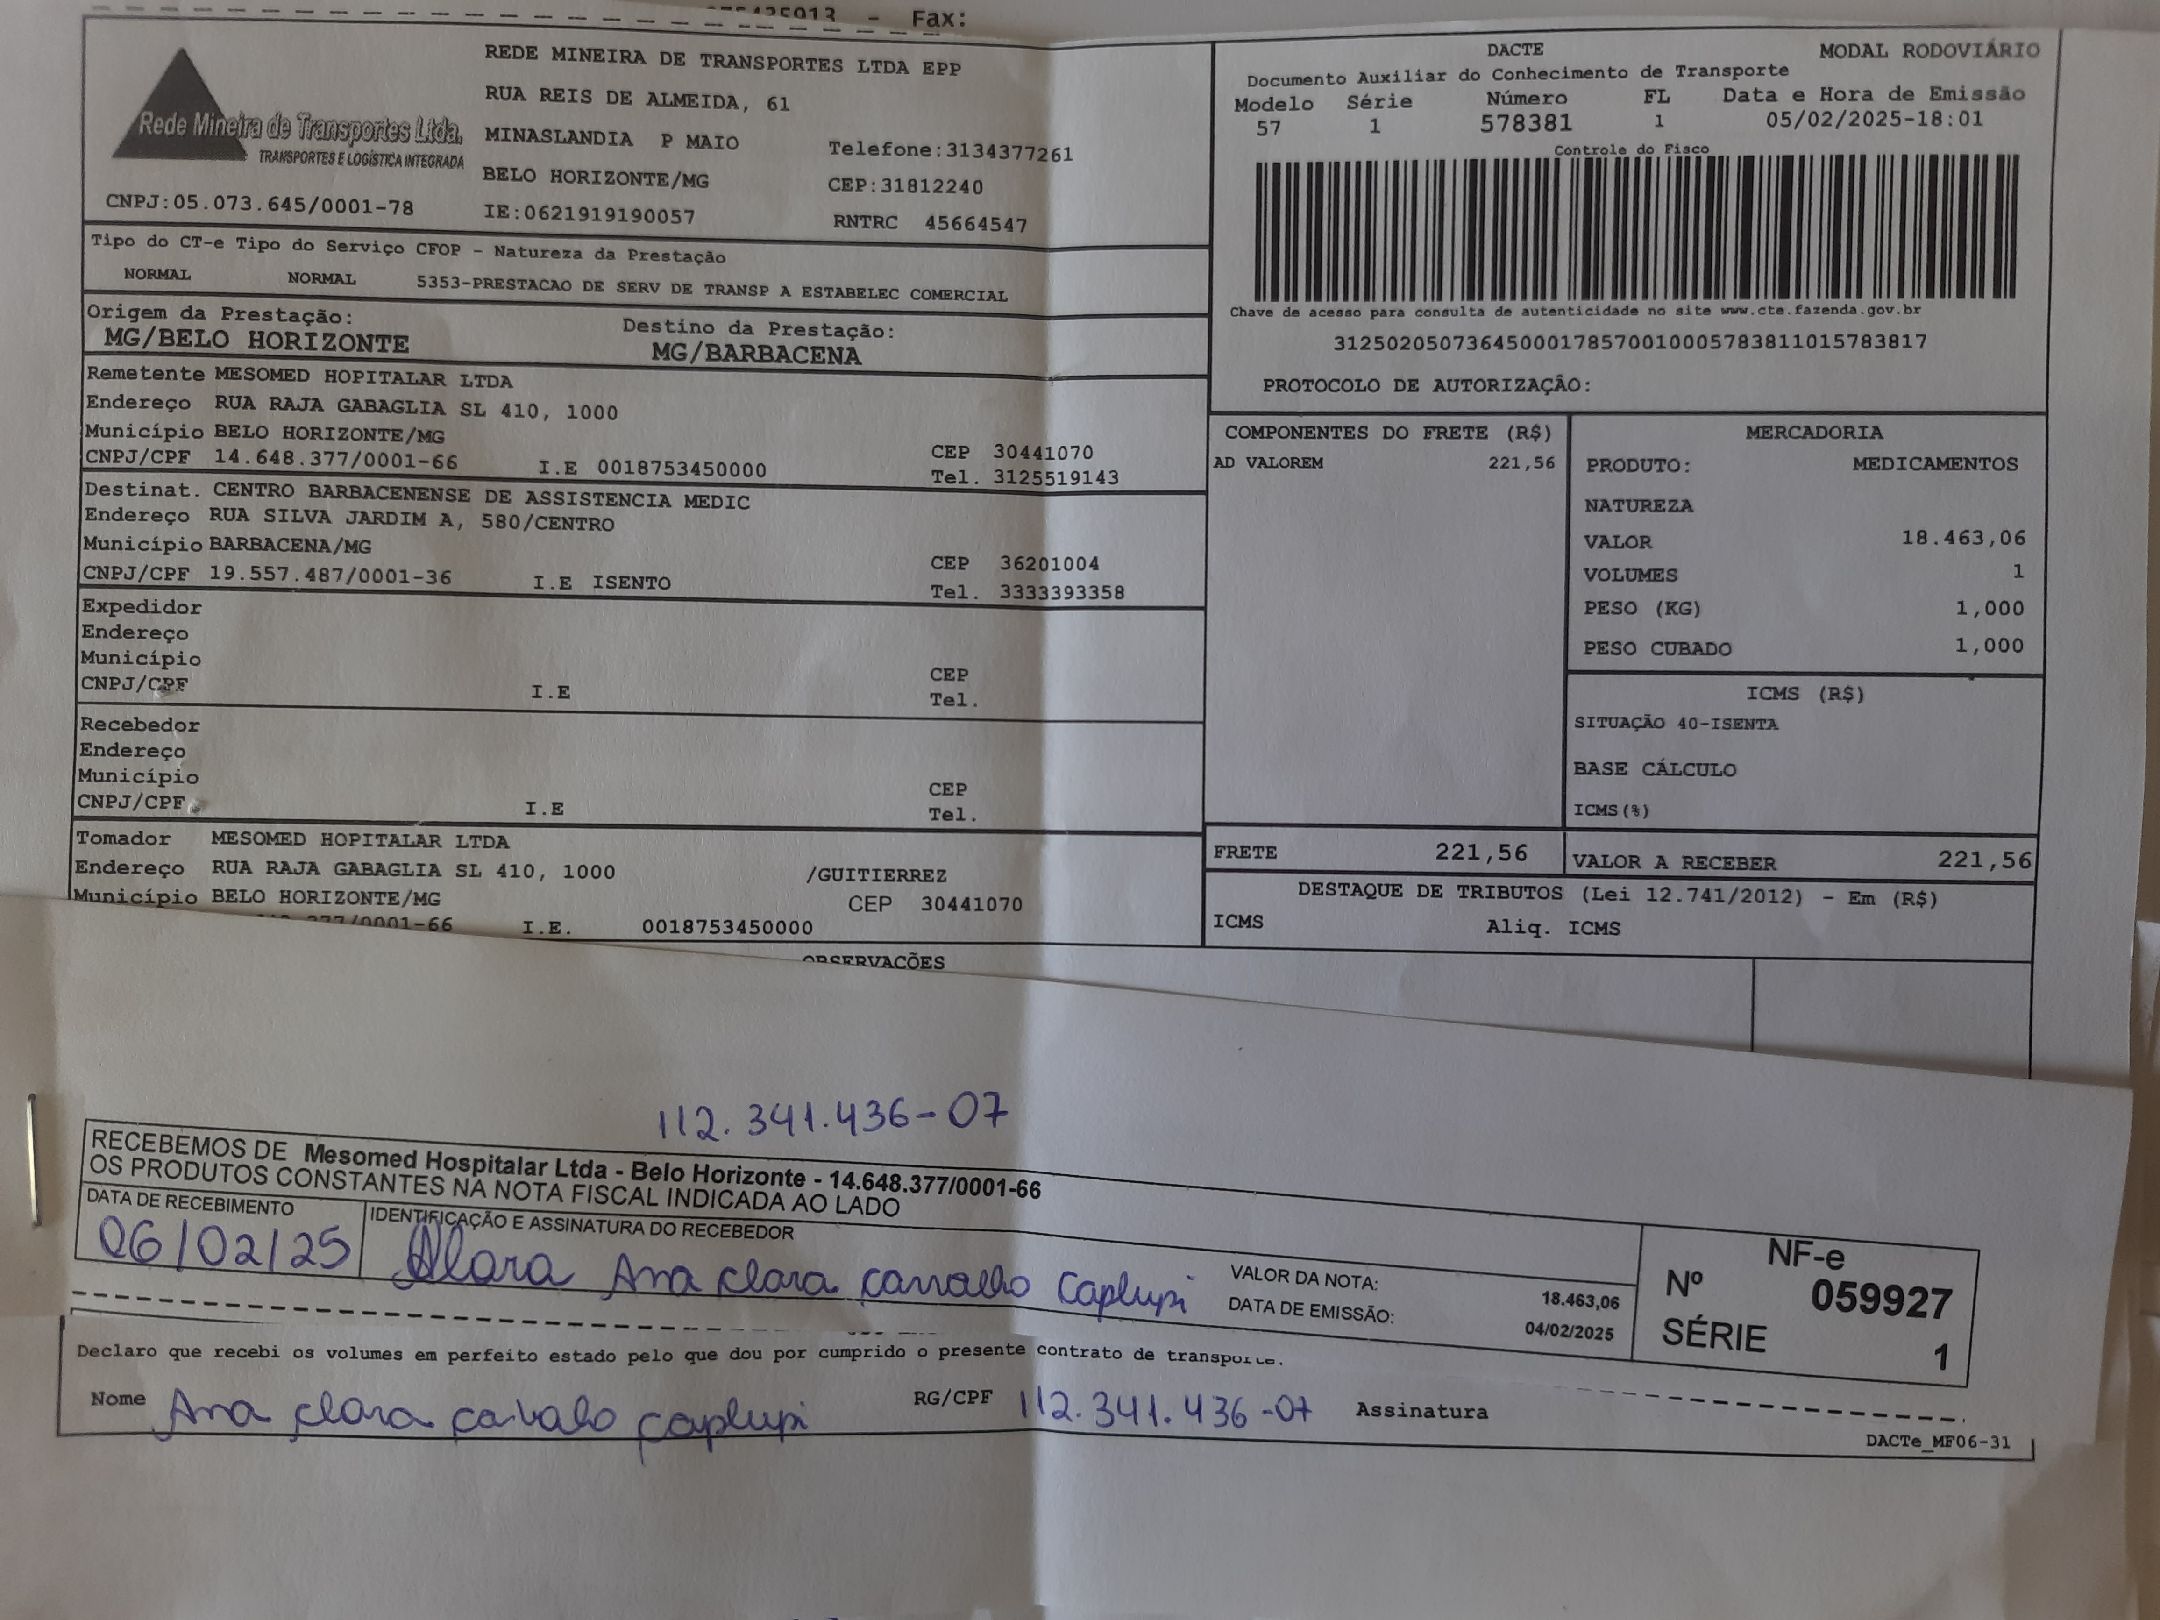 - Fax:
Rede Mineira de Transportes Ltda.
TRANSPORTES E LOGÍSTICA INTEGRADA
CNPJ:05.073.645/0001-78
REDE MINEIRA DE TRANSPORTES LTDA EPP
RUA REIS DE ALMEIDA, 61
MINASLANDIA P MAIO Telefone:3134377261
BELO HORIZONTE/MG CEP:31812240
IE:0621919190057 RNTRC 45664547
DACTE MODAL RODOVIÁRIO
Documento Auxiliar do Conhecimento de Transporte
Modelo Série Número FL Data e Hora de Emissão
57 1 578381 1 05/02/2025-18:01
Controle do Fisco
Chave de acesso para consulta de autenticidade no site www.cte.fazenda.gov.br
31250205073645000178570010005783811015783817
PROTOCOLO DE AUTORIZAÇÃO:
Tipo do CT-e Tipo do Serviço CFOP - Natureza da Prestação
NORMAL NORMAL 5353-PRESTACAO DE SERV DE TRANSP A ESTABELEC COMERCIAL
Origem da Prestação: Destino da Prestação:
MG/BELO HORIZONTE MG/BARBACENA
Remetente MESOMED HOPITALAR LTDA
Endereço RUA RAJA GABAGLIA SL 410, 1000
Município BELO HORIZONTE/MG CEP 30441070
CNPJ/CPF 14.648.377/0001-66 I.E 0018753450000 Tel. 3125519143
Destinat. CENTRO BARBACENENSE DE ASSISTENCIA MEDIC
Endereço RUA SILVA JARDIM A, 580/CENTRO
Município BARBACENA/MG CEP 36201004
CNPJ/CPF 19.557.487/0001-36 I.E ISENTO Tel. 3333393358
Expedidor
Endereço
Município CEP
CNPJ/CPF I.E Tel.
Recebedor
Endereço
Município CEP
CNPJ/CPF I.E Tel.
Tomador MESOMED HOPITALAR LTDA
Endereço RUA RAJA GABAGLIA SL 410, 1000 /GUITIERREZ
Município BELO HORIZONTE/MG CEP 30441070
377/0001-66 I.E. 0018753450000
OBSERVAÇÕES
COMPONENTES DO FRETE (R$)
AD VALOREM 221,56
MERCADORIA
PRODUTO: MEDICAMENTOS
NATUREZA
VALOR 18.463,06
VOLUMES 1
PESO (KG) 1,000
PESO CUBADO 1,000
ICMS (R$)
SITUAÇÃO 40-ISENTA
BASE CÁLCULO
ICMS(%)
FRETE 221,56 VALOR A RECEBER 221,56
DESTAQUE DE TRIBUTOS (Lei 12.741/2012) - Em (R$)
ICMS Aliq. ICMS
112.341.436-07
RECEBEMOS DE Mesomed Hospitalar Ltda - Belo Horizonte - 14.648.377/0001-66
OS PRODUTOS CONSTANTES NA NOTA FISCAL INDICADA AO LADO
DATA DE RECEBIMENTO IDENTIFICAÇÃO E ASSINATURA DO RECEBEDOR
06/02/25 Ana Clara Carvalho Caplupi
VALOR DA NOTA: 18.463,06
DATA DE EMISSÃO: 04/02/2025
NF-e
Nº 059927
SÉRIE 1
Declaro que recebi os volumes em perfeito estado pelo que dou por cumprido o presente contrato de transporte.
Nome Ana Clara Carvalho Caplupi RG/CPF 112.341.436-07 Assinatura
DACTe_MF06-31